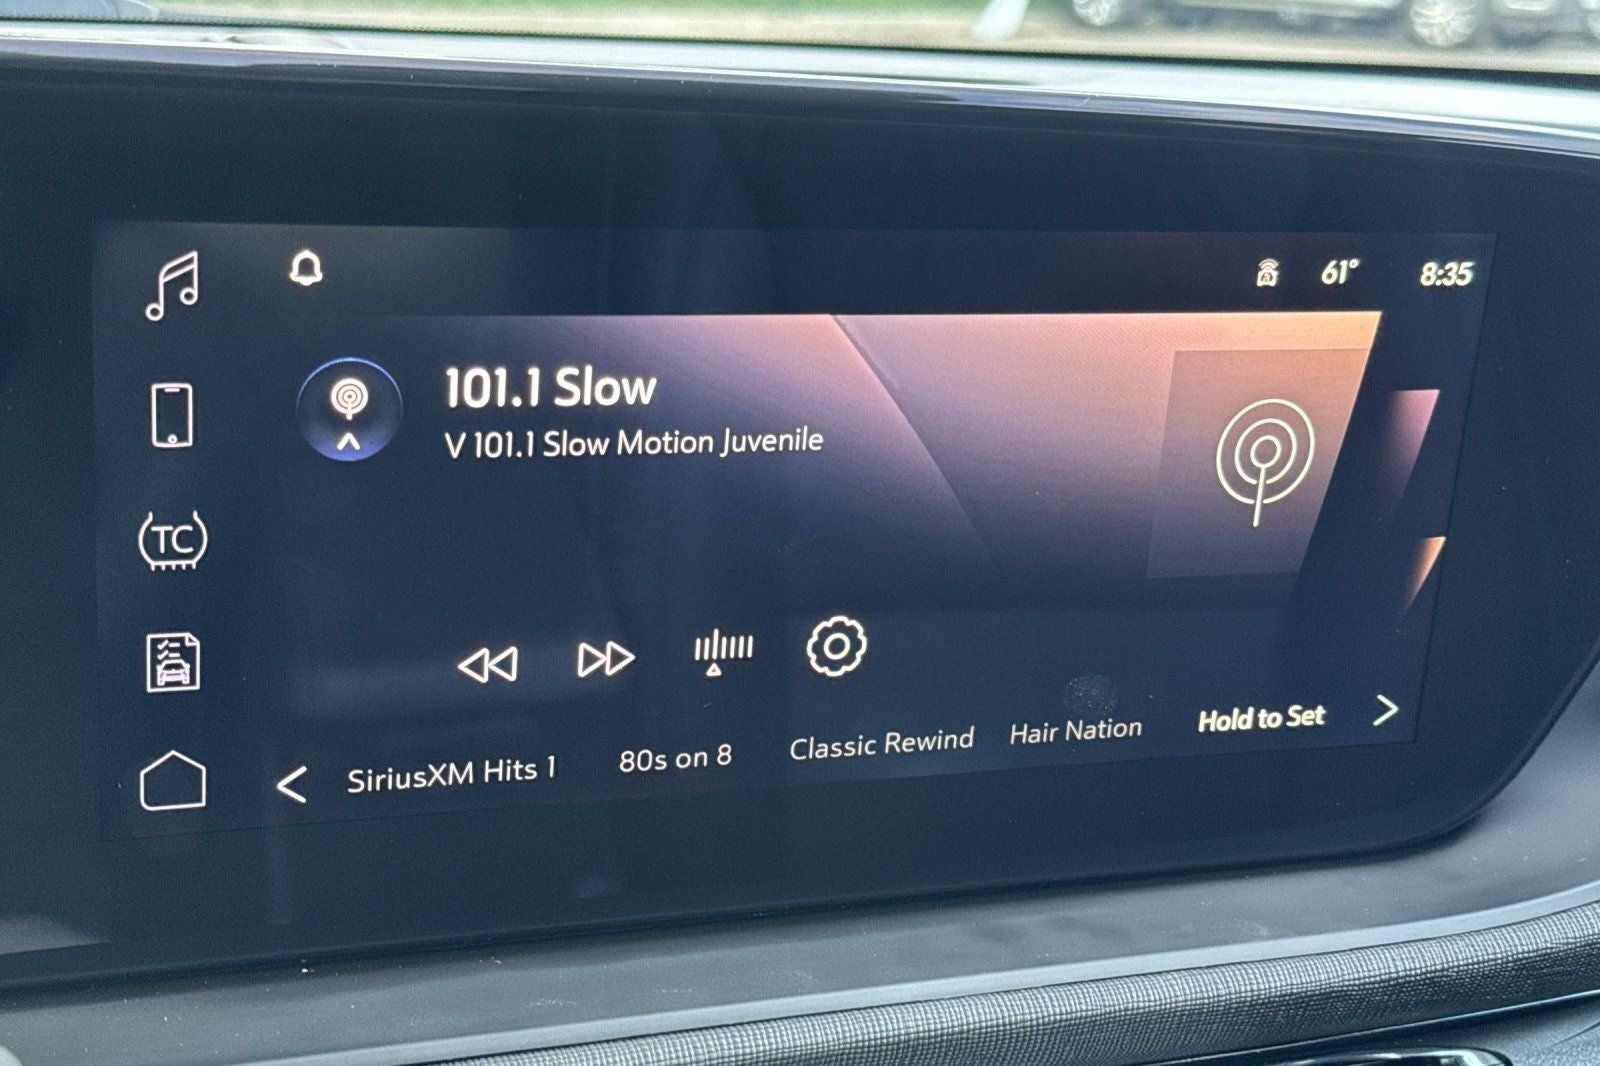 61° 8:35
101.1 Slow
V 101.1 Slow Motion Juvenile
TC
SiriusXM Hits 1 80s on 8 Classic Rewind Hair Nation Hold to Set